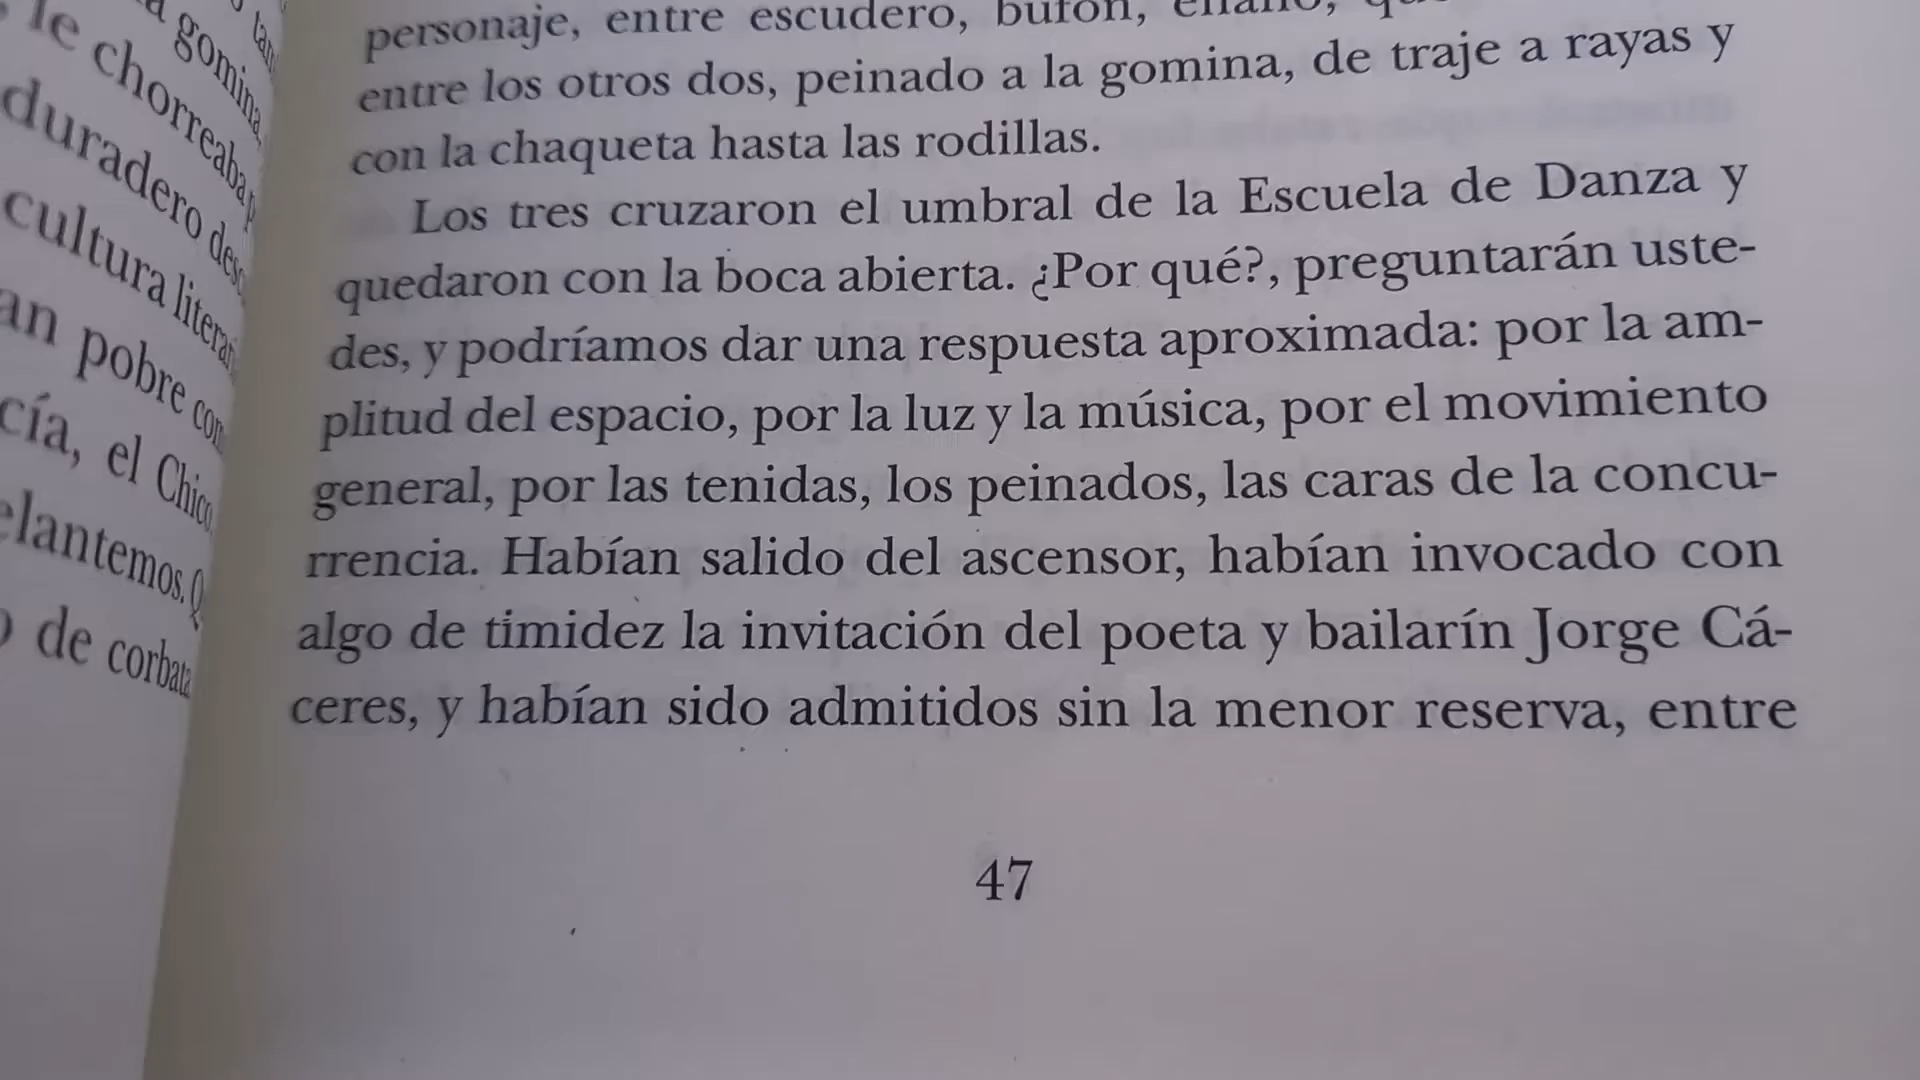 le chorreaba
a gomina,
duradero
cultura
an pobre
cía, el Chico
elantemos.
de corbata
personaje, entre escudero, bufón, enano,
entre los otros dos, peinado a la gomina, de traje a rayas y
con la chaqueta hasta las rodillas.
Los tres cruzaron el umbral de la Escuela de Danza y
quedaron con la boca abierta. ¿Por qué?, preguntarán uste-
des, y podríamos dar una respuesta aproximada: por la am-
plitud del espacio, por la luz y la música, por el movimiento
general, por las tenidas, los peinados, las caras de la concu-
rrencia. Habían salido del ascensor, habían invocado con
algo de timidez la invitación del poeta y bailarín Jorge Cá-
ceres, y habían sido admitidos sin la menor reserva, entre
47